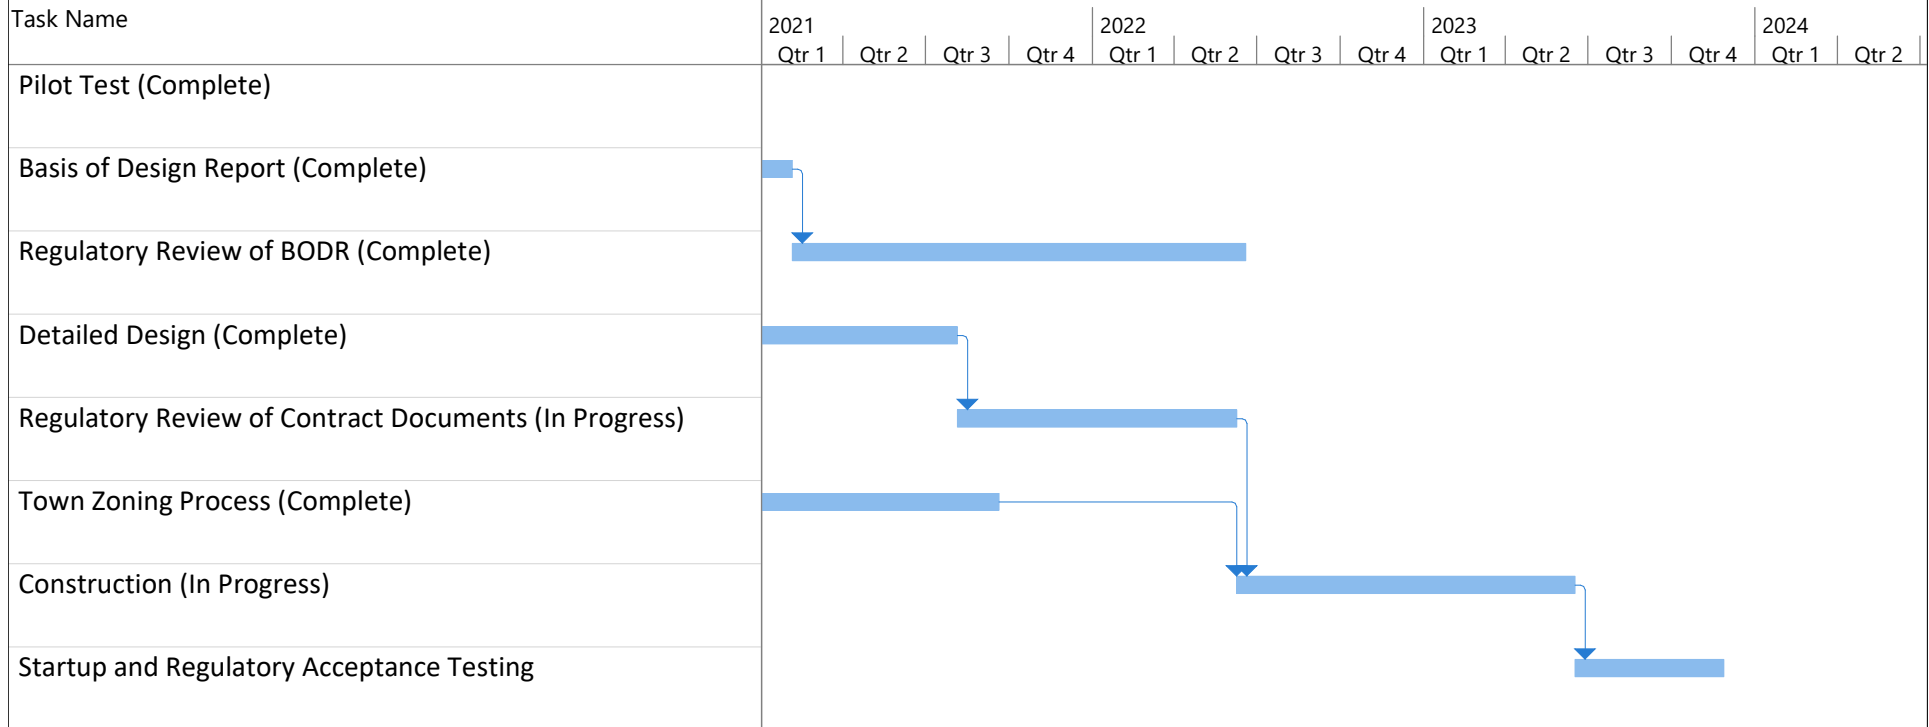 Task Name
2021 2022 2023 2024
Qtr 1 Qtr 2 Qtr 3 Qtr 4 Qtr 1 Qtr 2 Qtr 3 Qtr 4 Qtr 1 Qtr 2 Qtr 3 Qtr 4 Qtr 1 Qtr 2
Pilot Test (Complete)
Basis of Design Report (Complete)
Regulatory Review of BODR (Complete)
Detailed Design (Complete)
Regulatory Review of Contract Documents (In Progress)
Town Zoning Process (Complete)
Construction (In Progress)
Startup and Regulatory Acceptance Testing